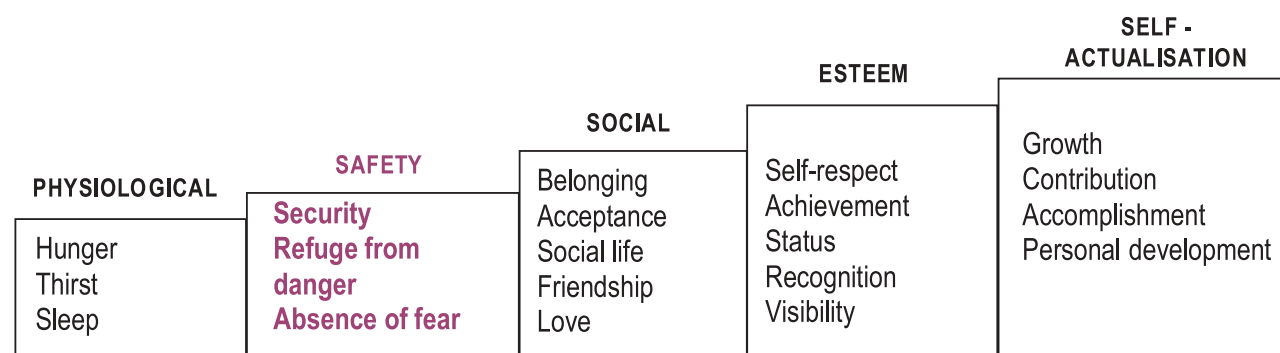 PHYSIOLOGICAL
Hunger
Thirst
Sleep
SAFETY
Security
Refuge from
danger
Absence of fear
SOCIAL
Belonging
Acceptance
Social life
Friendship
Love
ESTEEM
Self-respect
Achievement
Status
Recognition
Visibility
SELF -
ACTUALISATION
Growth
Contribution
Accomplishment
Personal development